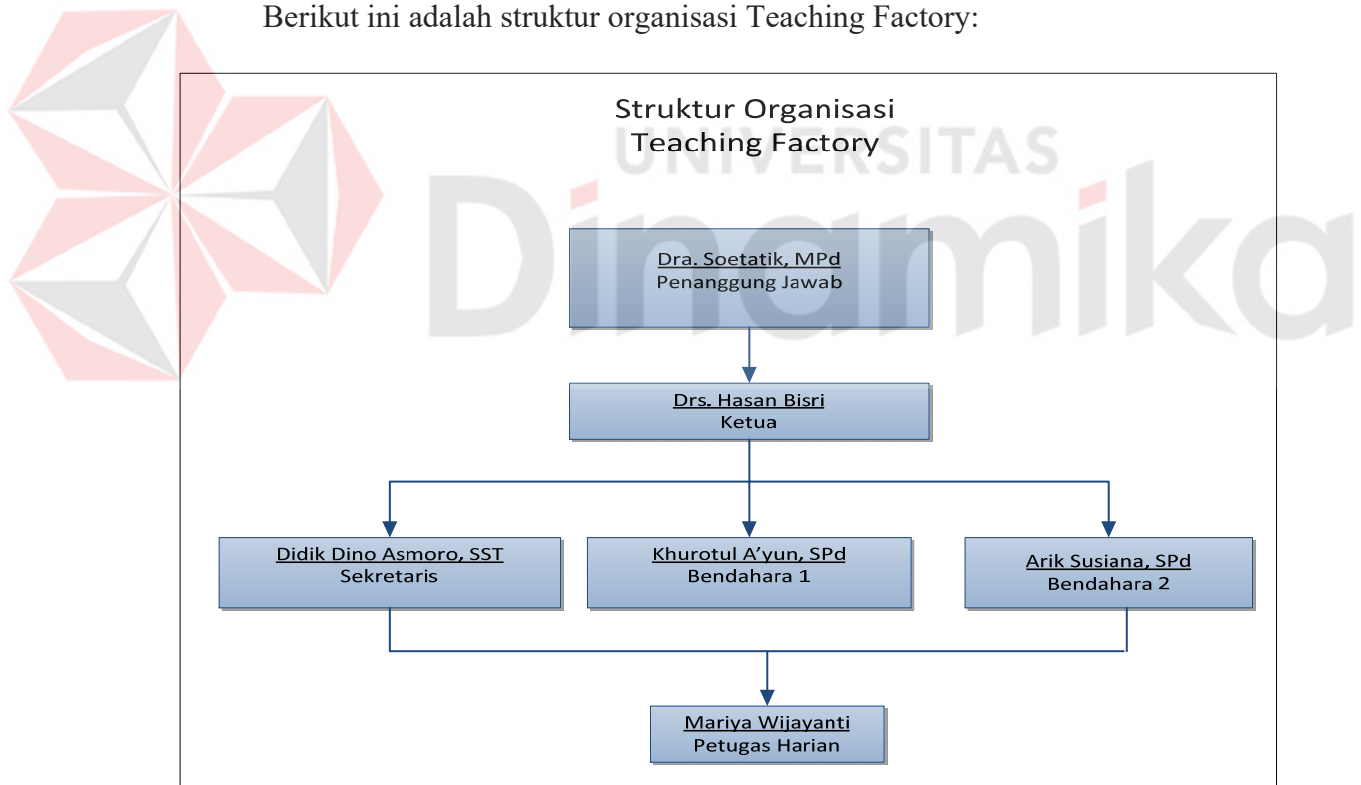 Berikut ini adalah struktur organisasi Teaching Factory:
Struktur Organisasi
Teaching Factory
UNIVERSITAS
Dinamika
Dra. Soetatik, MPd
Penanggung Jawab
Drs. Hasan Bisri
Ketua
Didik Dino Asmoro, SST
Sekretaris
Khurotul A’yun, SPd
Bendahara 1
Arik Susiana, SPd
Bendahara 2
Mariya Wijayanti
Petugas Harian